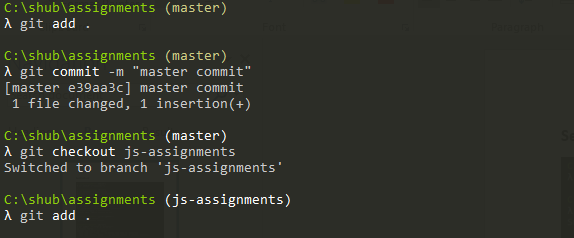 C:\shub\assignments (master)
λ git add .
C:\shub\assignments (master)
λ git commit -m "master commit"
[master e39aa3c] master commit
1 file changed, 1 insertion(+)
C:\shub\assignments (master)
λ git checkout js-assignments
Switched to branch 'js-assignments'
C:\shub\assignments (js-assignments)
λ git add .